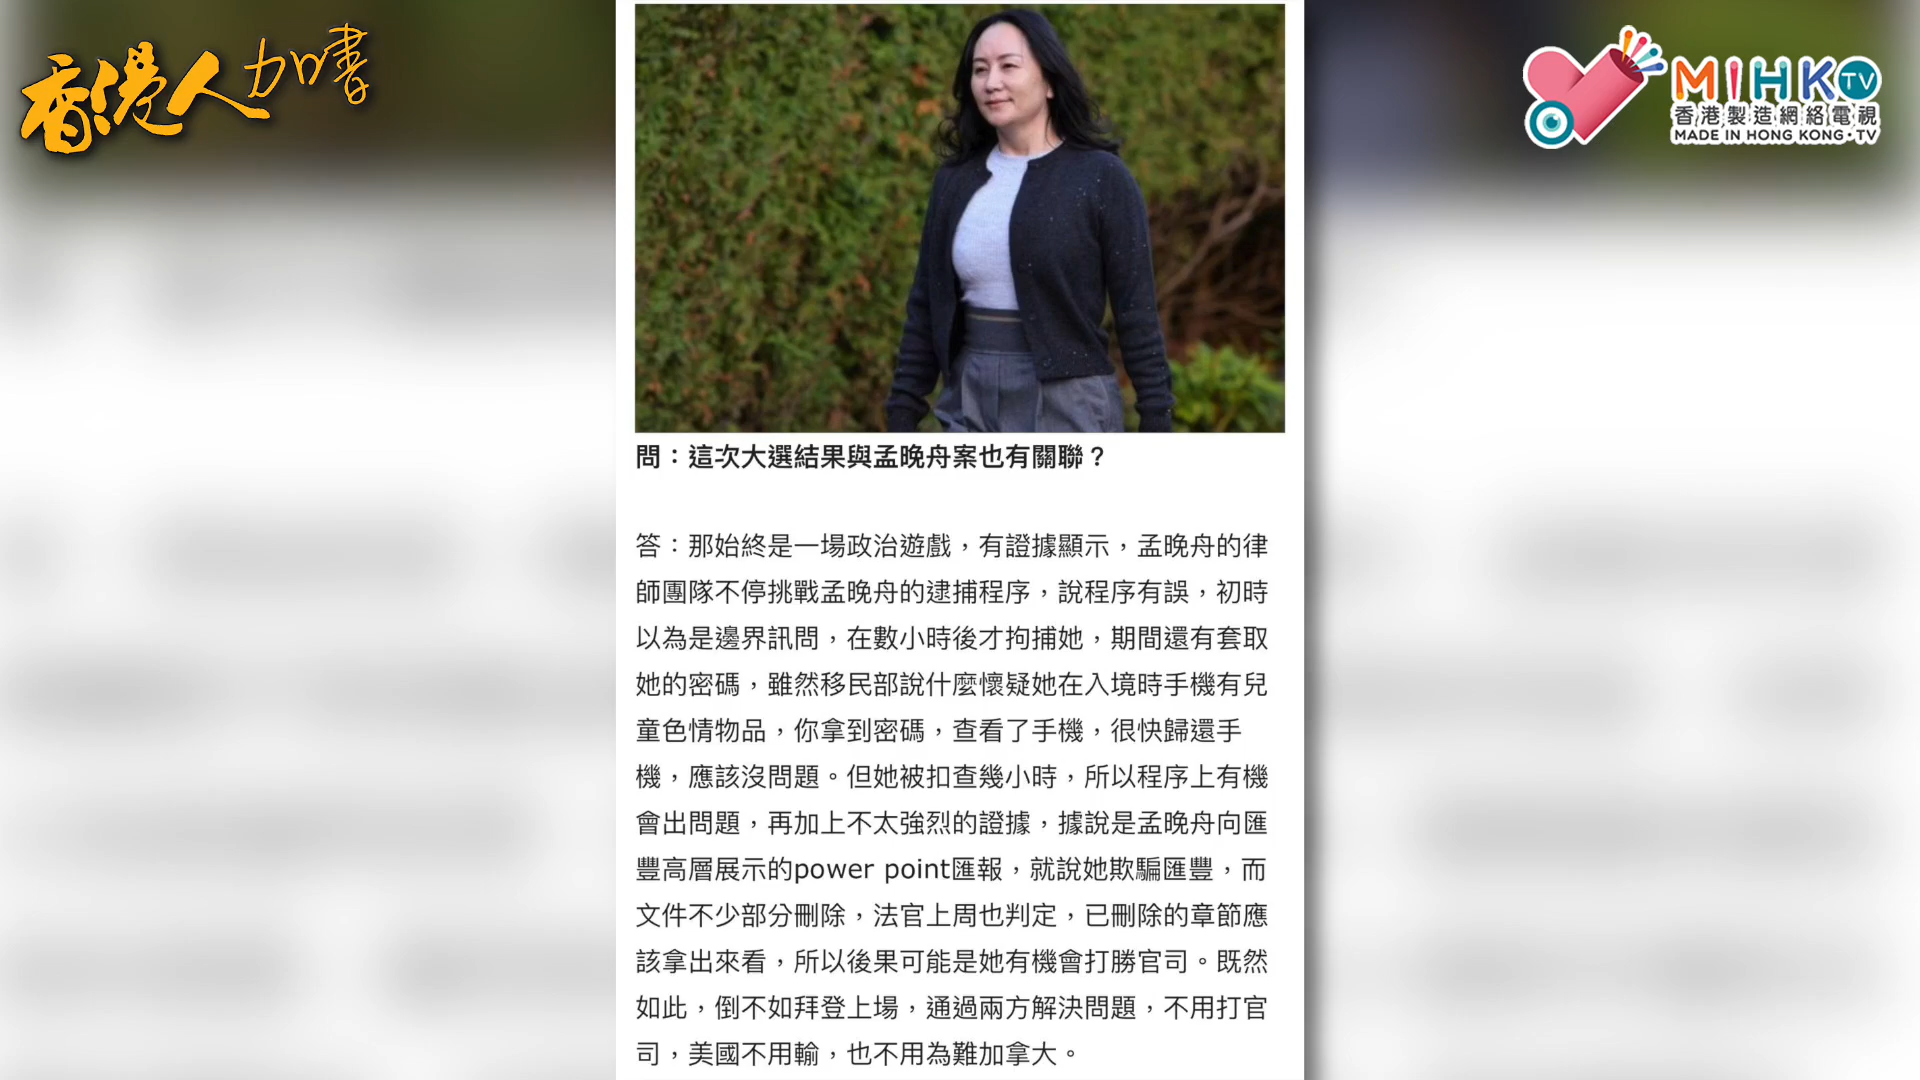 香港人加書
MIHK TV
香港製造網絡電視
MADE IN HONG KONG・TV
問：這次大選結果與孟晚舟案也有關聯？
答：那始終是一場政治遊戲，有證據顯示，孟晚舟的律
師團隊不停挑戰孟晚舟的逮捕程序，說程序有誤，初時
以為是邊界訊問，在數小時後才拘捕她，期間還有套取
她的密碼，雖然移民部說什麼懷疑她在入境時手機有兒
童色情物品，你拿到密碼，查看了手機，很快歸還手
機，應該沒問題。但她被扣查幾小時，所以程序上有機
會出問題，再加上不太強烈的證據，據說是孟晚舟向匯
豐高層展示的power point匯報，就說她欺騙匯豐，而
文件不少部分刪除，法官上周也判定，已刪除的章節應
該拿出來看，所以後果可能是她有機會打勝官司。既然
如此，倒不如拜登上場，通過兩方解決問題，不用打官
司，美國不用輸，也不用為難加拿大。